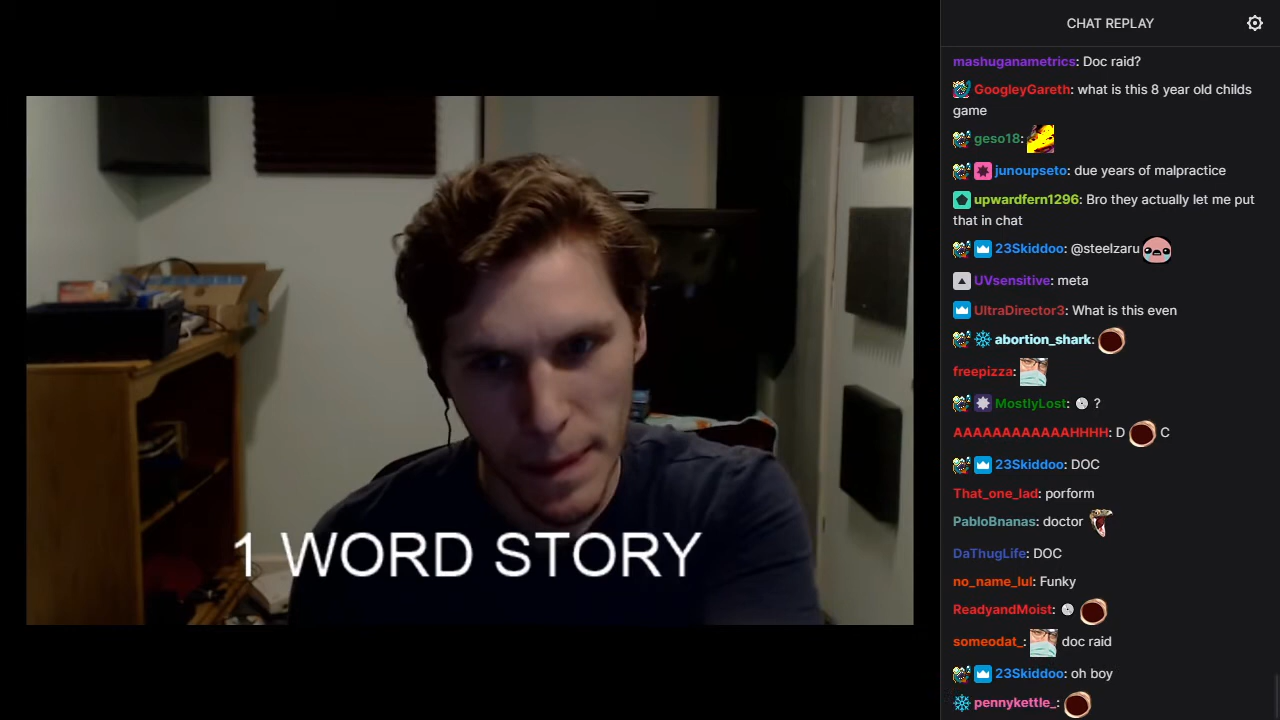 CHAT REPLAY
mashuganametrics: Doc raid?
GoogleyGareth: what is this 8 year old childs
game
geso18:
junoupseto: due years of malpractice
upwardfern1296: Bro they actually let me put
that in chat
23Skiddoo: @steelzaru
UVsensitive: meta
UltraDirector3: What is this even
abortion_shark:
freepizza:
MostlyLost: ?
AAAAAAAAAAAAHHHH: D C
23Skiddoo: DOC
That_one_lad: porform
PabloBnanas: doctor
DaThugLife: DOC
no_name_lul: Funky
ReadyandMoist:
someodat_: doc raid
23Skiddoo: oh boy
pennykettle_:
1 WORD STORY